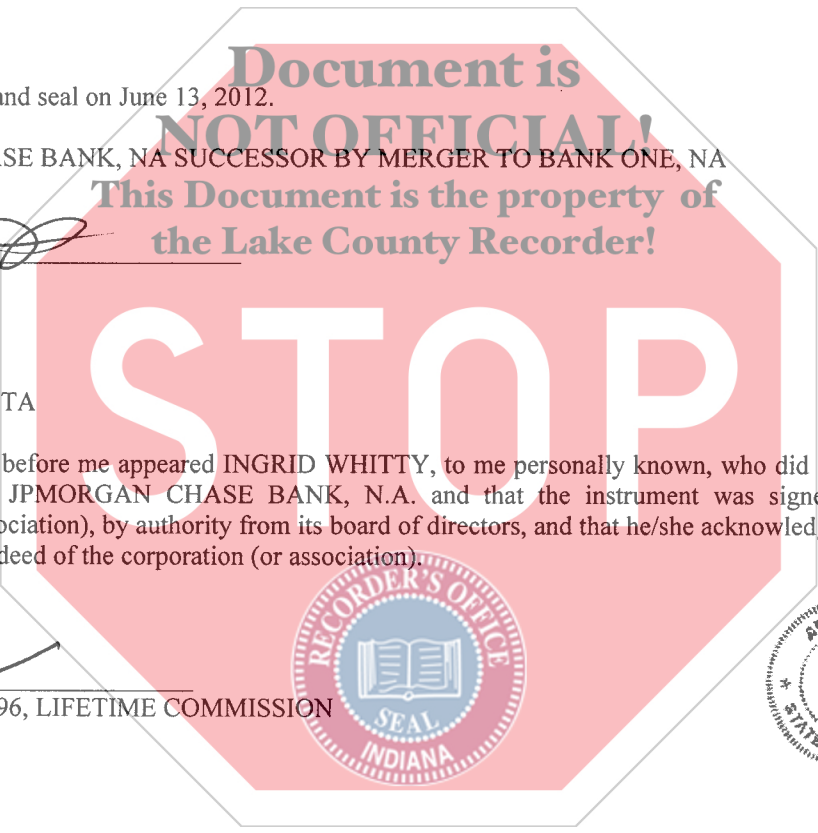 Document is
and seal on June 13, 2012.
NOT OFFICIAL!
ASE BANK, NA SUCCESSOR BY MERGER TO BANK ONE, NA
This Document is the property of
the Lake County Recorder!
STOP
TA
before me appeared INGRID WHITTY, to me personally known, who did
JPMORGAN CHASE BANK, N.A. and that the instrument was signe
ociation), by authority from its board of directors, and that he/she acknowled
deed of the corporation (or association).
RECORDER'S OFFICE
SEAL
INDIANA
96, LIFETIME COMMISSION
STATE